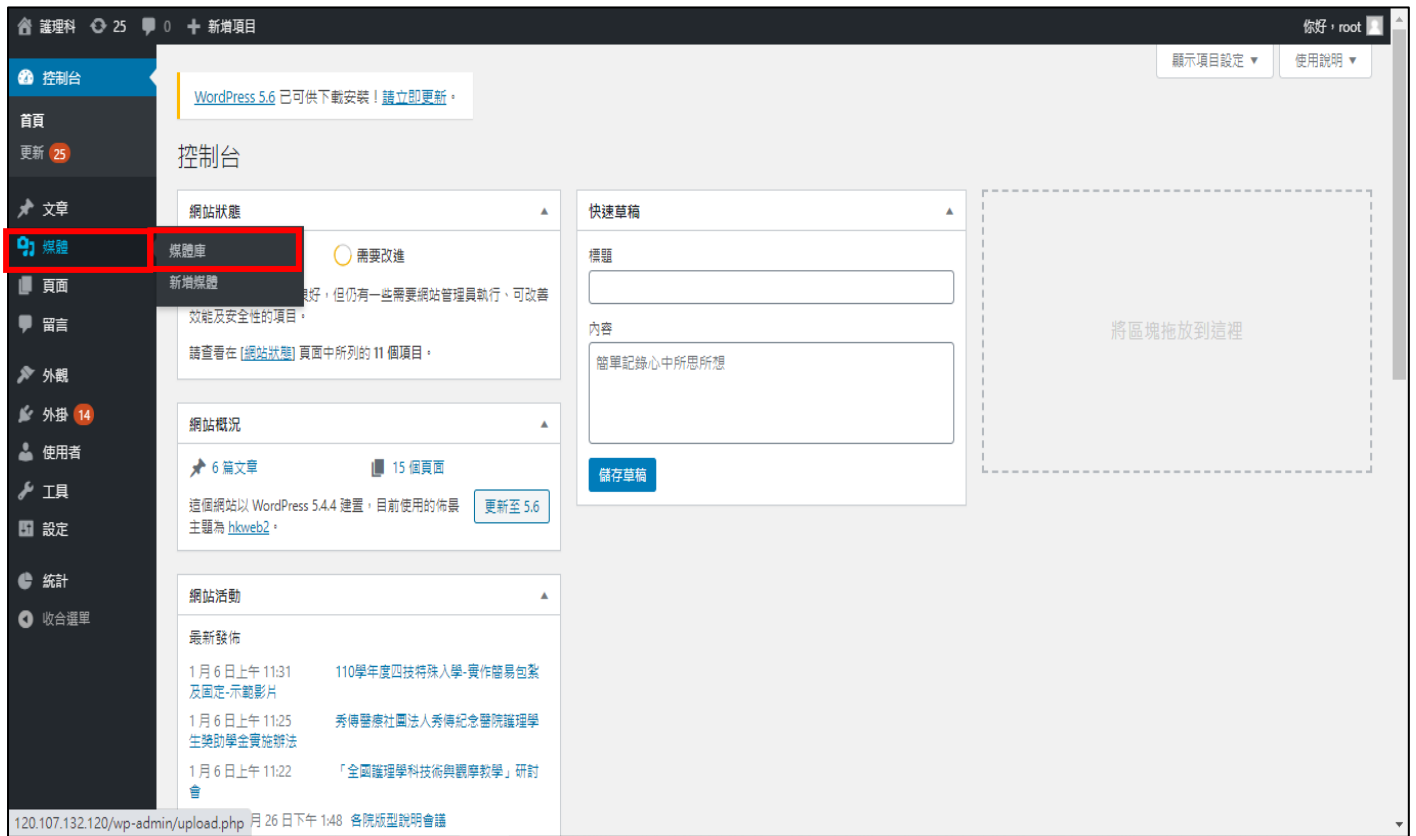 護理科 25 0 新增項目 你好，root
顯示項目設定 ▼ 使用說明 ▼
控制台
首頁
更新 25
文章
媒體
媒體庫
新增媒體
頁面
留言
外觀
外掛 14
使用者
工具
設定
統計
收合選單
WordPress 5.6 已可供下載安裝！請立即更新。
控制台
網站狀態 ▲
需要改進
好，但仍有一些需要網站管理員執行、可改善
效能及安全性的項目。
請查看在 [網站狀態] 頁面中所列的 11 個項目。
網站概況 ▲
6 篇文章 15 個頁面
這個網站以 WordPress 5.4.4 建置，目前使用的佈景
主題為 hkweb2。
更新至 5.6
網站活動 ▲
最新發佈
1 月 6 日上午 11:31 110學年度四技特殊入學-實作簡易包紮
及固定-示範影片
1 月 6 日上午 11:25 秀傳醫療社團法人秀傳紀念醫院護理學
生獎助學金實施辦法
1 月 6 日上午 11:22 「全國護理學科技術與觀摩教學」研討
會
月 26 日下午 1:48 各院版型說明會議
快速草稿 ▲
標題
內容
簡單記錄心中所思所想
儲存草稿
將區塊拖放到這裡
120.107.132.120/wp-admin/upload.php